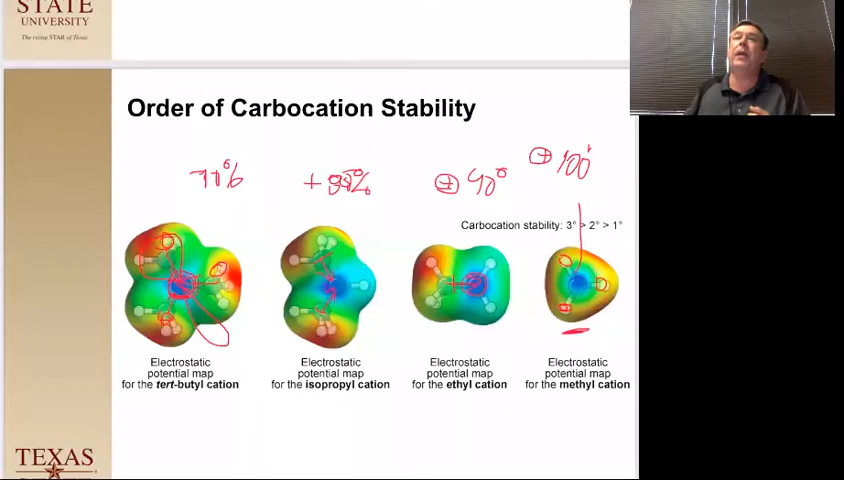 STATE
UNIVERSITY
The rising STAR of Texas
Order of Carbocation Stability
Carbocation stability: 3° > 2° > 1°
Electrostatic
potential map
for the tert-butyl cation
Electrostatic
potential map
for the isopropyl cation
Electrostatic
potential map
for the ethyl cation
Electrostatic
potential map
for the methyl cation
TEXAS